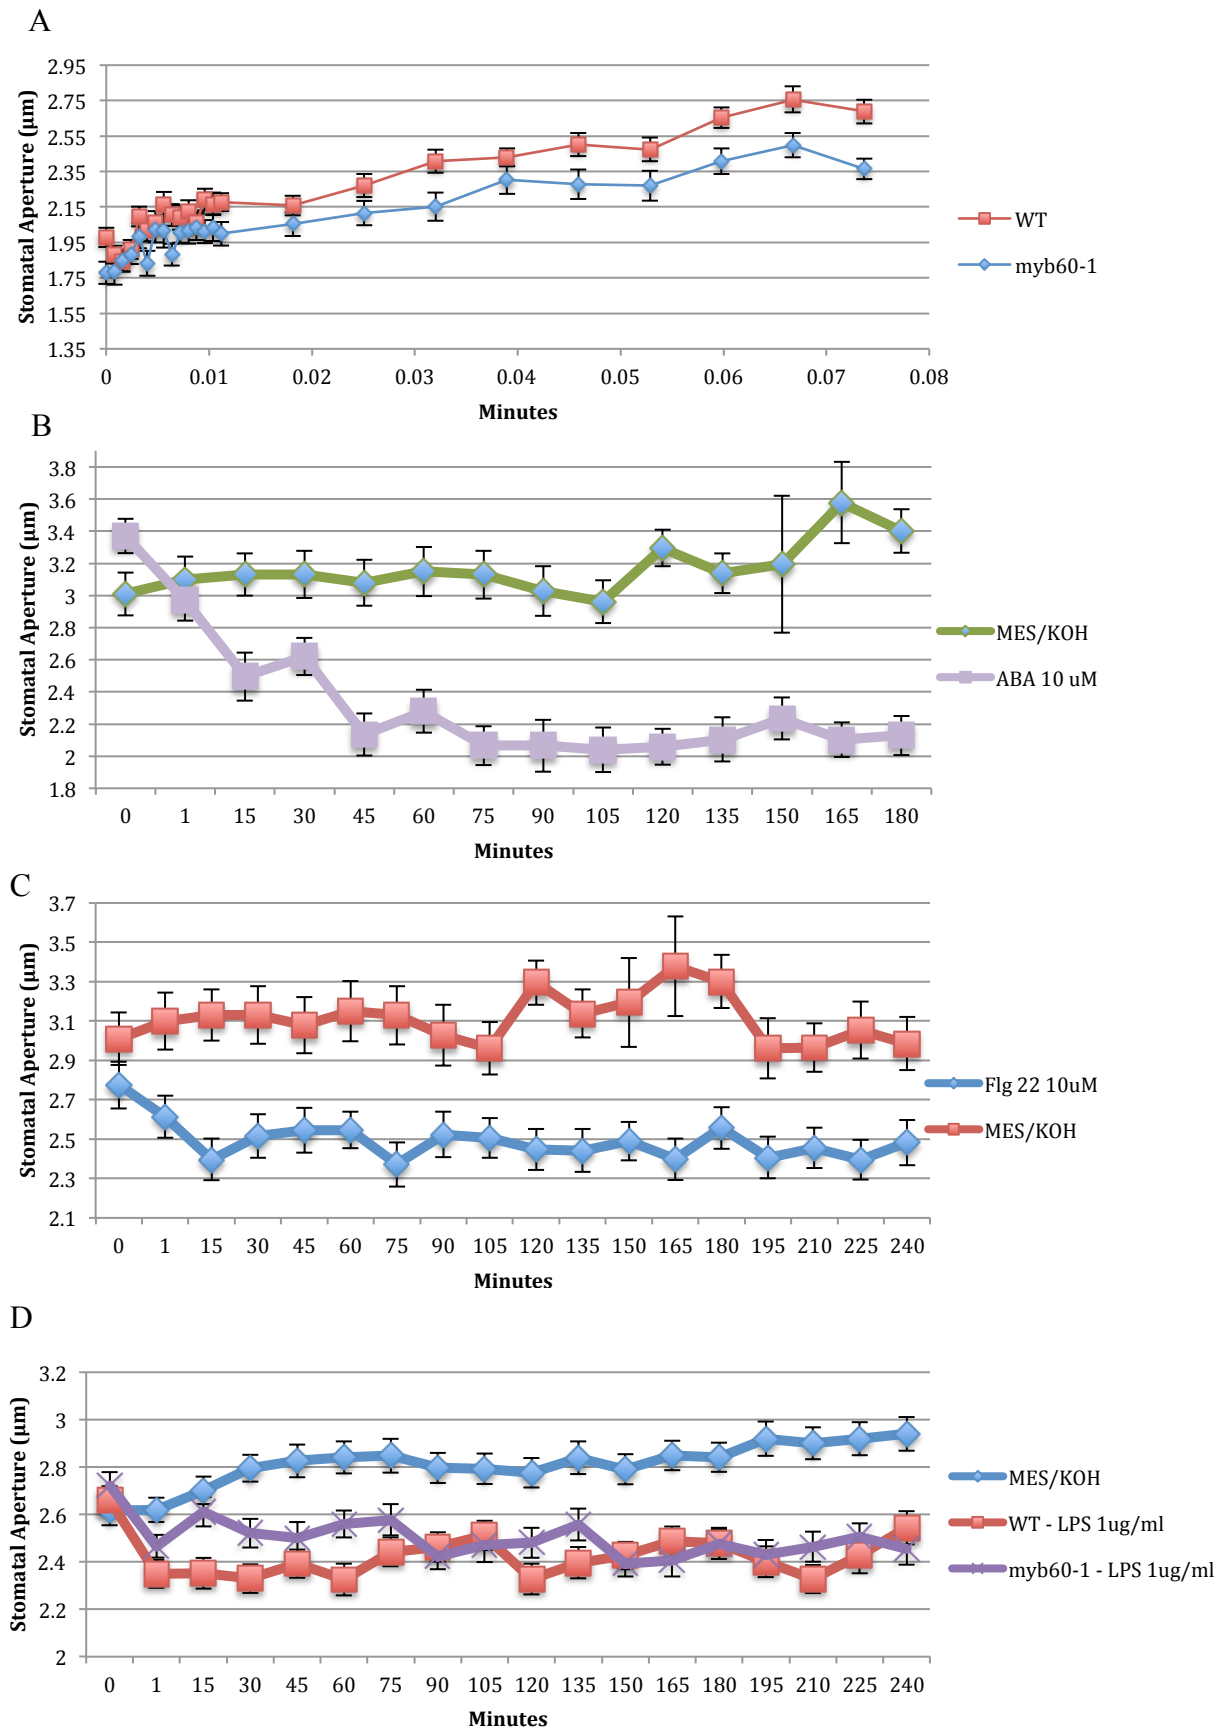 A
Stomatal Aperture (μm)
2.95
2.75
2.55
2.35
2.15
1.95
1.75
1.55
1.35
0 0.01 0.02 0.03 0.04 0.05 0.06 0.07 0.08
Minutes
WT
myb60-1
B
Stomatal Aperture (μm)
3.8
3.6
3.4
3.2
3
2.8
2.6
2.4
2.2
2
1.8
0 1 15 30 45 60 75 90 105 120 135 150 165 180
Minutes
MES/KOH
ABA 10 uM
C
Stomatal Aperture (μm)
3.7
3.5
3.3
3.1
2.9
2.7
2.5
2.3
2.1
0 1 15 30 45 60 75 90 105 120 135 150 165 180 195 210 225 240
Minutes
Flg 22 10uM
MES/KOH
D
Stomatal Aperture (μm)
3.2
3
2.8
2.6
2.4
2.2
2
0 1 15 30 45 60 75 90 105 120 135 150 165 180 195 210 225 240
Minutes
MES/KOH
WT - LPS 1ug/ml
myb60-1 - LPS 1ug/ml